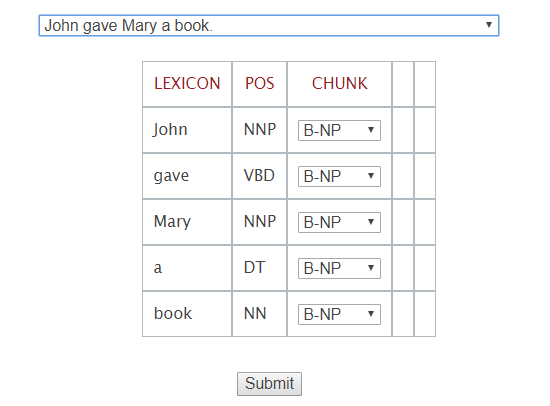 John gave Mary a book.
LEXICON POS CHUNK
John NNP B-NP
gave VBD B-NP
Mary NNP B-NP
a DT B-NP
book NN B-NP
Submit